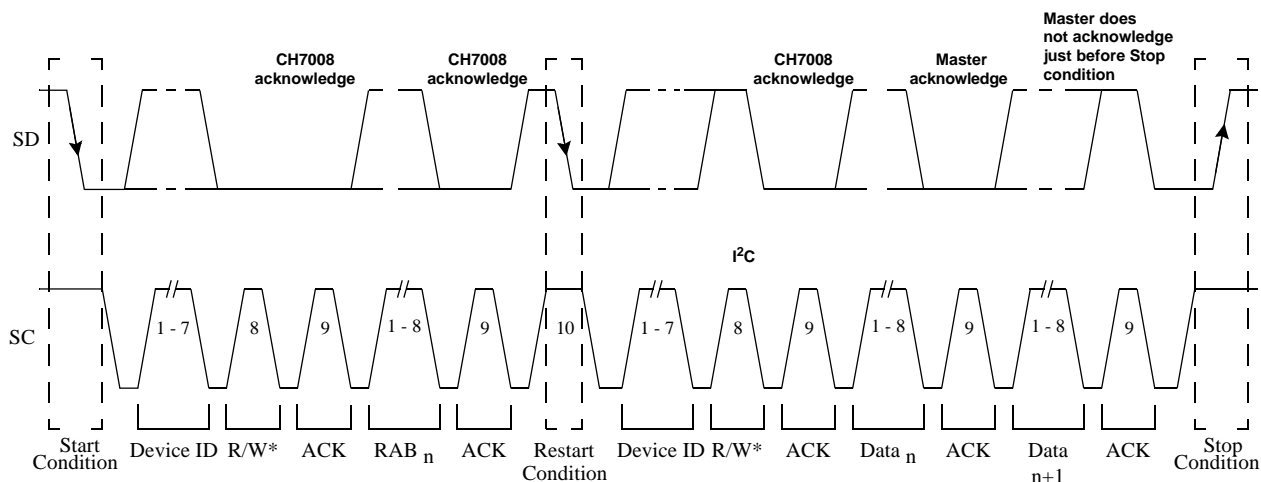 Master does
not acknowledge
just before Stop
condition
CH7008
acknowledge
CH7008
acknowledge
CH7008
acknowledge
Master
acknowledge
SD
I²C
SC
1 - 7
8
9
1 - 8
9
10
1 - 7
8
9
1 - 8
9
1 - 8
9
Start
Condition
Device ID
R/W*
ACK
RAB n
ACK
Restart
Condition
Device ID
R/W*
ACK
Data n
ACK
Data
n+1
ACK
Stop
Condition